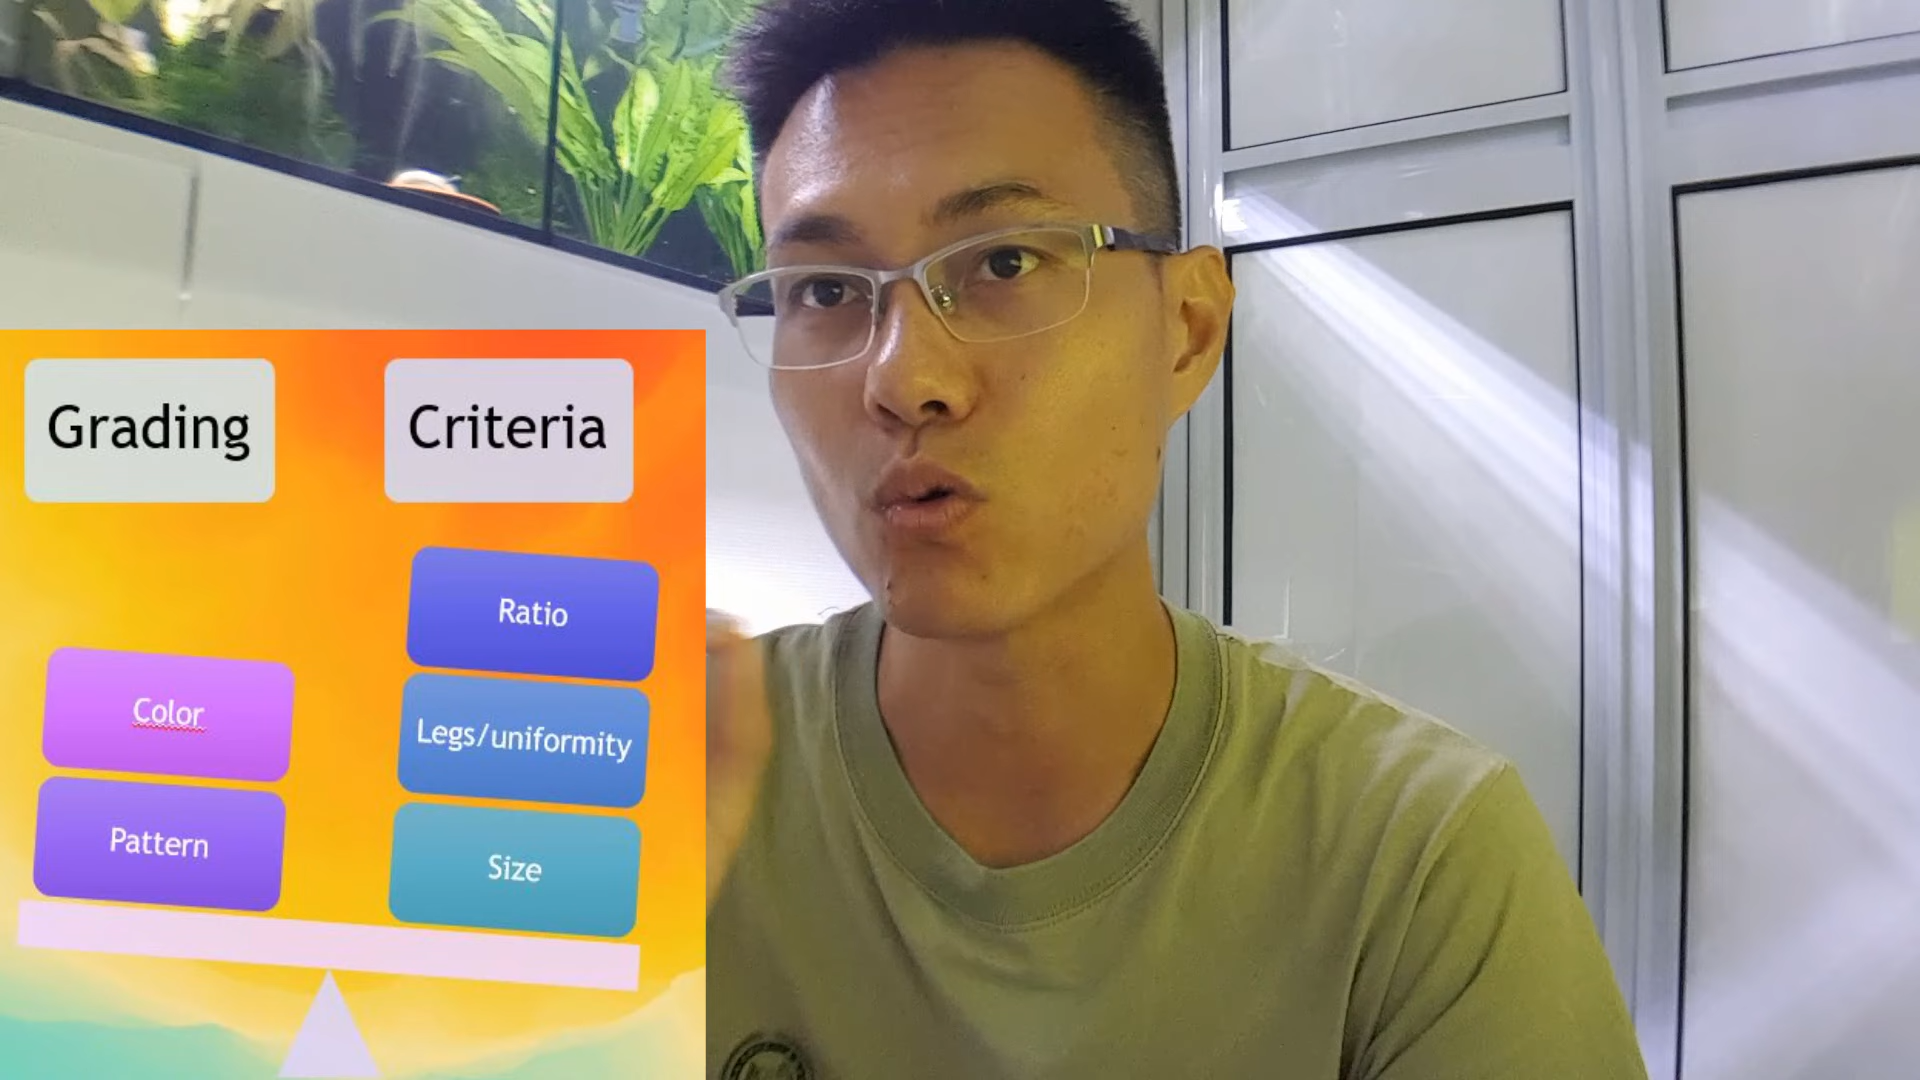 Grading
Criteria
Ratio
Color
Legs/uniformity
Pattern
Size